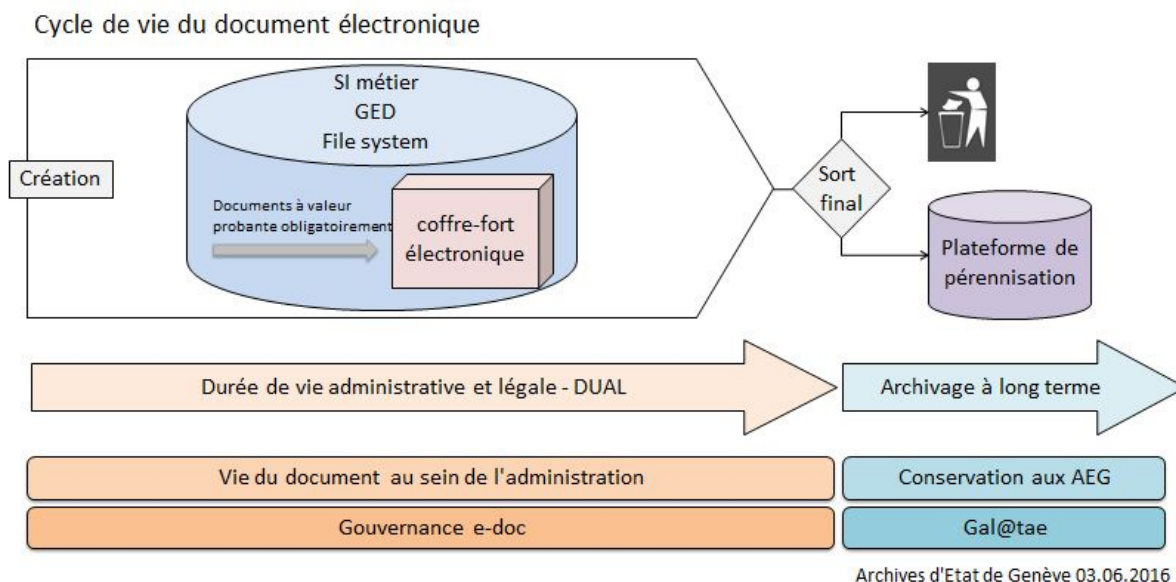 Cycle de vie du document électronique
SI métier
GED
File system
Création
Documents à valeur
probante obligatoirement
coffre-fort
électronique
Sort
final
Plateforme de
pérennisation
Durée de vie administrative et légale - DUAL
Archivage à long terme
Vie du document au sein de l'administration
Conservation aux AEG
Gouvernance e-doc
Gal@tae
Archives d'Etat de Genève 03.06.2016